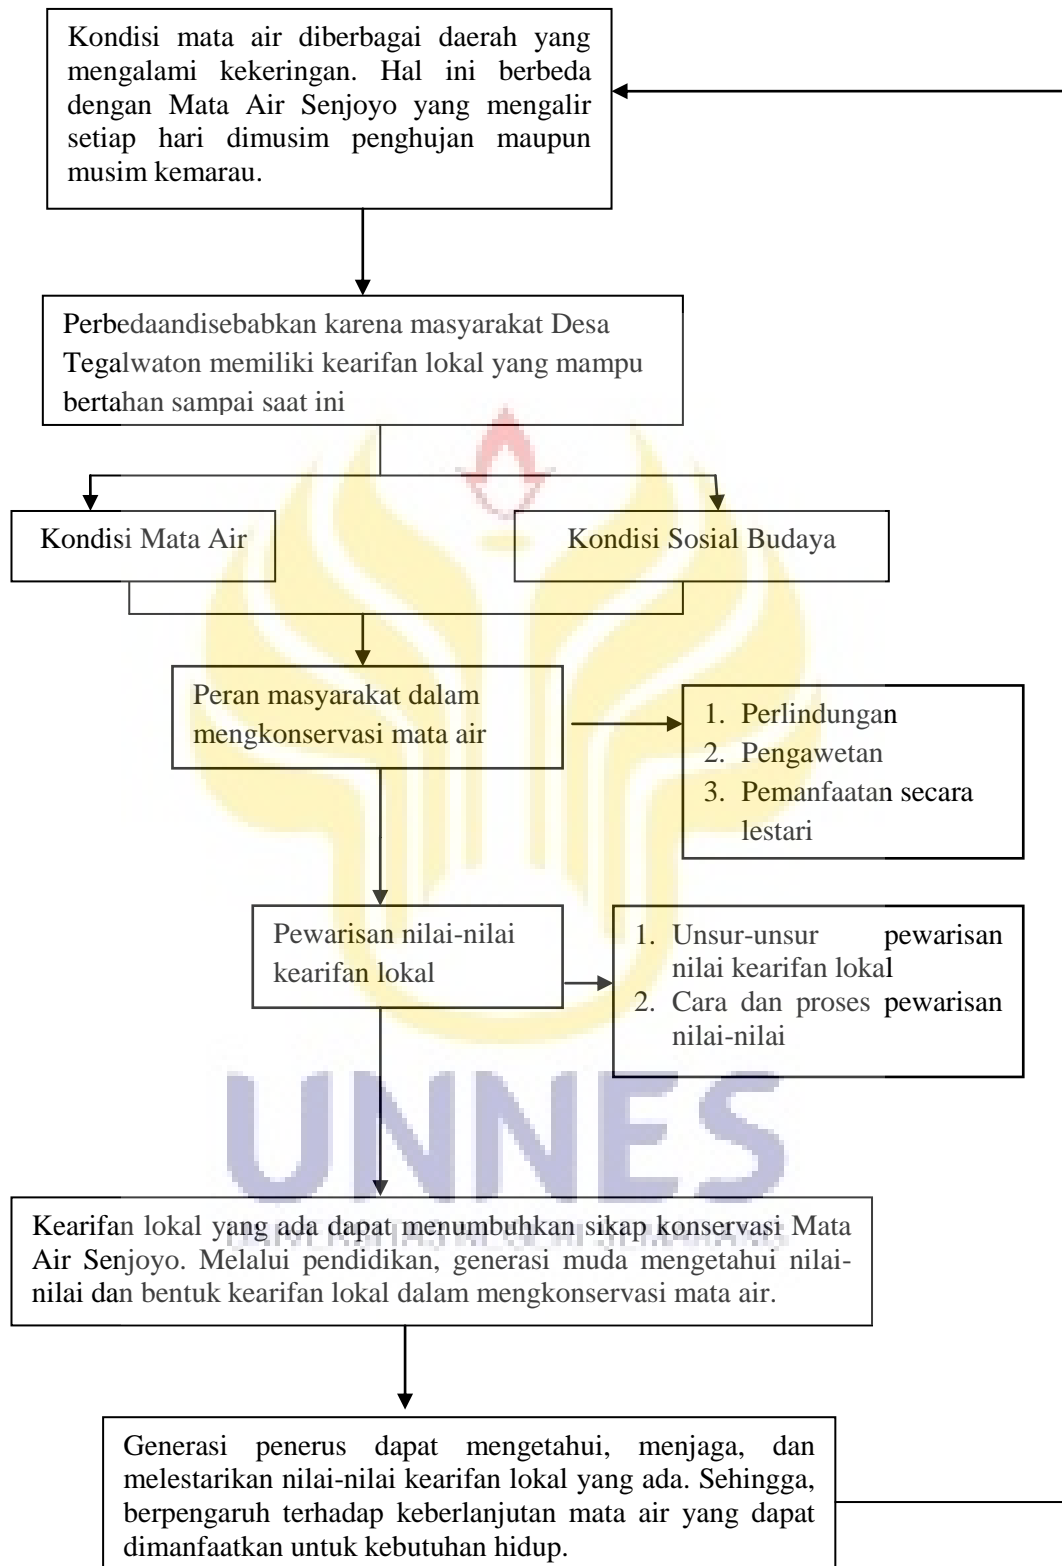 Kondisi mata air diberbagai daerah yang
mengalami kekeringan. Hal ini berbeda
dengan Mata Air Senjoyo yang mengalir
setiap hari dimusim penghujan maupun
musim kemarau.
Perbedaandisebabkan karena masyarakat Desa
Tegalwaton memiliki kearifan lokal yang mampu
bertahan sampai saat ini
Kondisi Mata Air
Kondisi Sosial Budaya
Peran masyarakat dalam
mengkonservasi mata air
1. Perlindungan
2. Pengawetan
3. Pemanfaatan secara
lestari
Pewarisan nilai-nilai
kearifan lokal
1. Unsur-unsur pewarisan
nilai kearifan lokal
2. Cara dan proses pewarisan
nilai-nilai
UNNES
Kearifan lokal yang ada dapat menumbuhkan sikap konservasi Mata
Air Senjoyo. Melalui pendidikan, generasi muda mengetahui nilai-
nilai dan bentuk kearifan lokal dalam mengkonservasi mata air.
Generasi penerus dapat mengetahui, menjaga, dan
melestarikan nilai-nilai kearifan lokal yang ada. Sehingga,
berpengaruh terhadap keberlanjutan mata air yang dapat
dimanfaatkan untuk kebutuhan hidup.